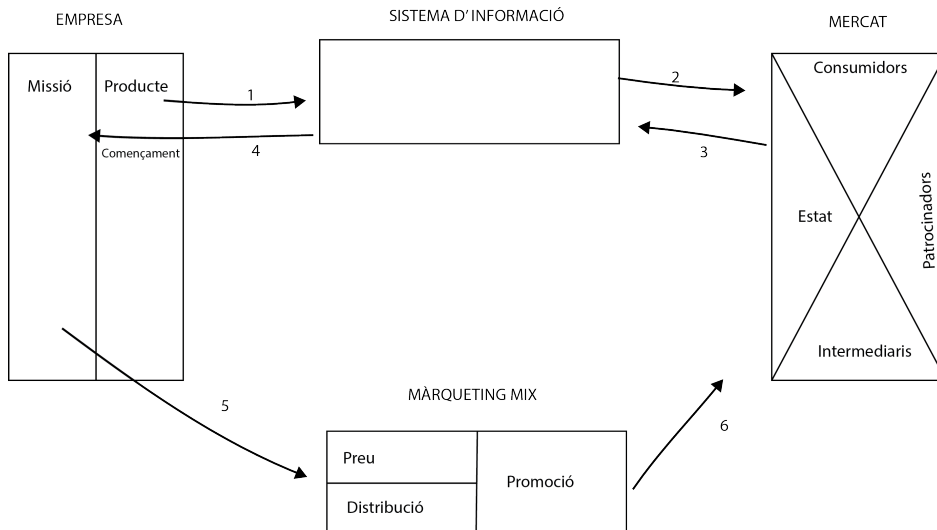 EMPRESA
SISTEMA D’INFORMACIÓ
MERCAT
Missió
Producte
Començament
1
2
3
4
Consumidors
Estat
Patrocinadors
Intermediaris
5
MÀRQUETING MIX
6
Preu
Distribució
Promoció